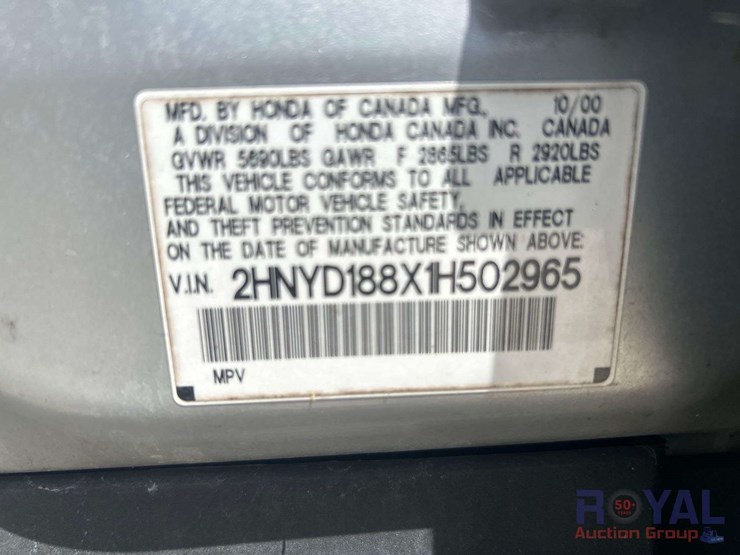 MFD. BY HONDA OF CANADA MFG., 10/00
A DIVISION OF HONDA CANADA INC. CANADA
GVWR 5690LBS GAWR F 2865LBS R 2920LBS
THIS VEHICLE CONFORMS TO ALL APPLICABLE
FEDERAL MOTOR VEHICLE SAFETY,
AND THEFT PREVENTION STANDARDS IN EFFECT
ON THE DATE OF MANUFACTURE SHOWN ABOVE:
V.I.N. 2HNYD188X1H502965
MPV
ROYAL
50+
Auction Group